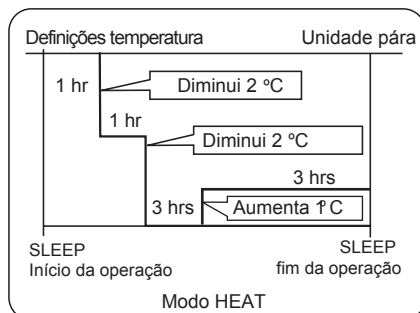 Definições temperatura Unidade pára
1 hr Diminui 2 ºC
1 hr
Diminui 2 ºC
3 hrs
3 hrs Aumenta 1ºC
SLEEP SLEEP
Início da operação fim da operação
Modo HEAT